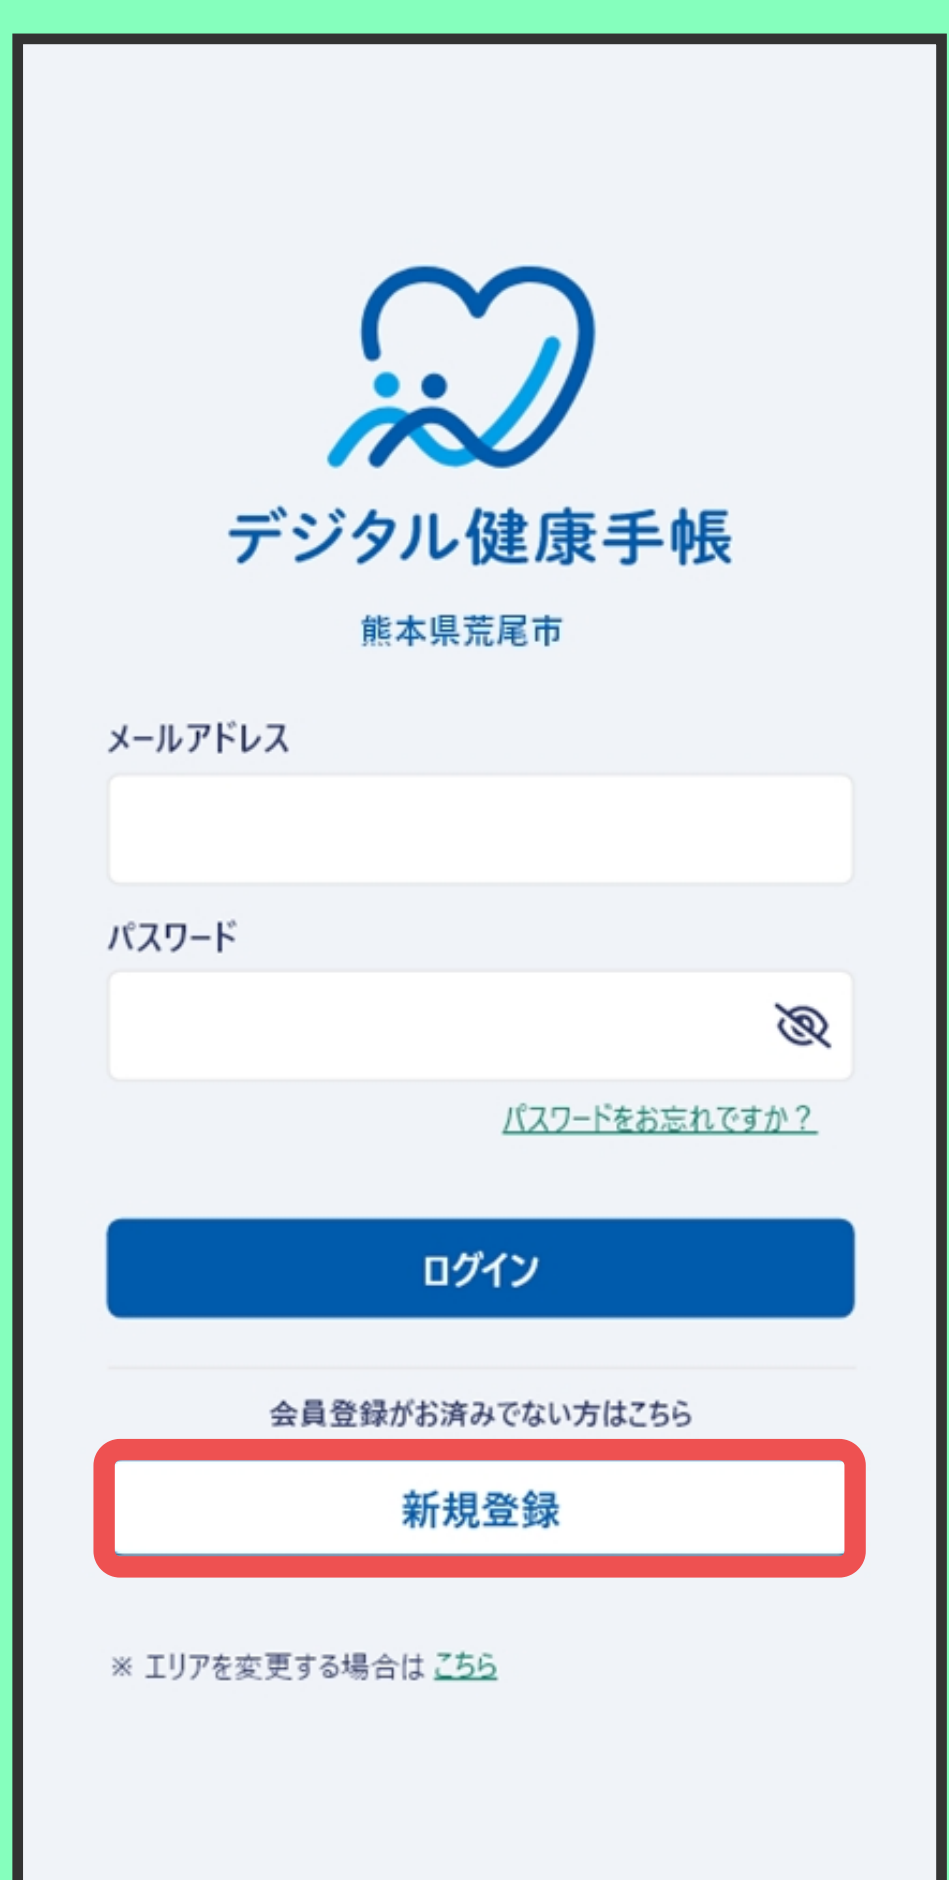 デジタル健康手帳
熊本県荒尾市
メールアドレス
パスワード
パスワードをお忘れですか？
ログイン
会員登録がお済みでない方はこちら
新規登録
※ エリアを変更する場合は こちら